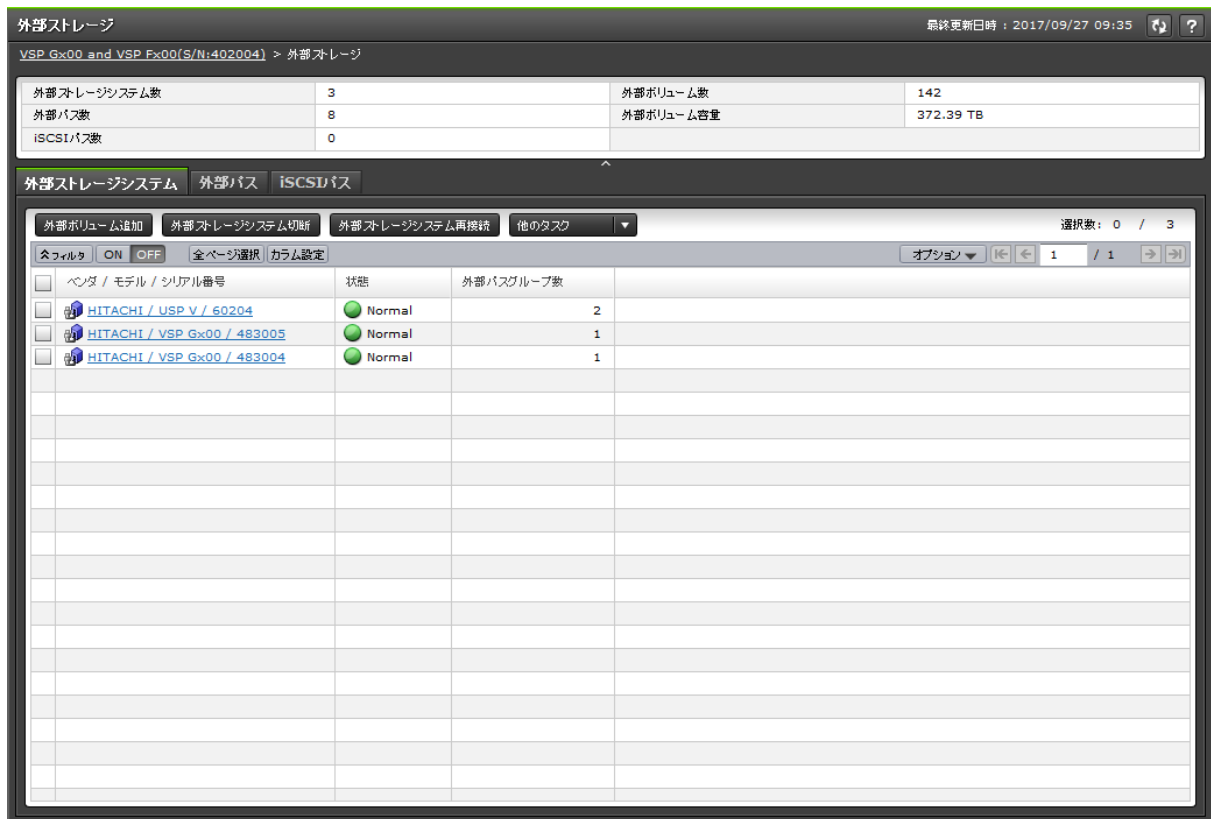 外部ストレージ 最終更新日時 : 2017/09/27 09:35 ?
VSP Gx00 and VSP Fx00(S/N:402004) > 外部ストレージ
外部ストレージシステム数 3 外部ボリューム数 142
外部パス数 8 外部ボリューム容量 372.39 TB
iSCSIパス数 0
外部ストレージシステム 外部パス iSCSIパス
外部ボリューム追加 外部ストレージシステム切断 外部ストレージシステム再接続 他のタスク 選択数: 0 / 3
フィルタ ON OFF 全ページ選択 カラム設定 オプション 1 / 1
ベンダ / モデル / シリアル番号 状態 外部パスグループ数
HITACHI / USP V / 60204 Normal 2
HITACHI / VSP Gx00 / 483005 Normal 1
HITACHI / VSP Gx00 / 483004 Normal 1